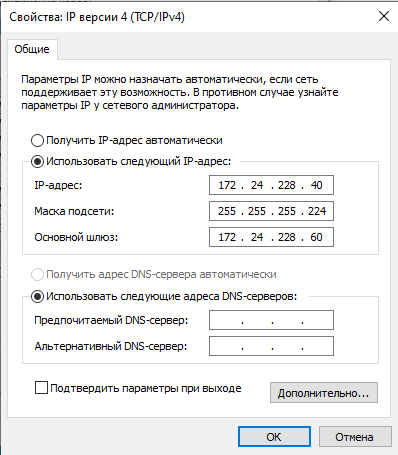 Свойства: IP версии 4 (TCP/IPv4)
Общие
Параметры IP можно назначать автоматически, если сеть
поддерживает эту возможность. В противном случае узнайте
параметры IP у сетевого администратора.
Получить IP-адрес автоматически
Использовать следующий IP-адрес:
IP-адрес: 172 . 24 . 228 . 40
Маска подсети: 255 . 255 . 255 . 224
Основной шлюз: 172 . 24 . 228 . 60
Получить адрес DNS-сервера автоматически
Использовать следующие адреса DNS-серверов:
Предпочитаемый DNS-сервер: . . .
Альтернативный DNS-сервер: . . .
Подтвердить параметры при выходе
Дополнительно...
ОК Отмена